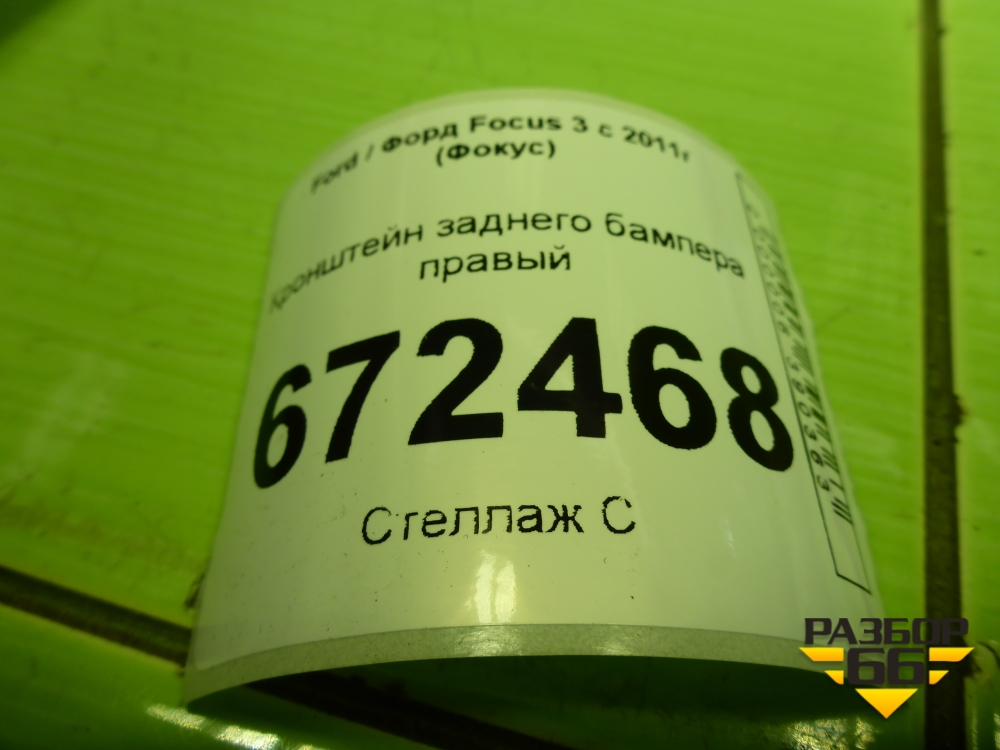 Ford / Форд Focus 3 с 2011г
(Фокус)
Кронштейн заднего бампера
правый
672468
Стеллаж С
РАЗБОР
66